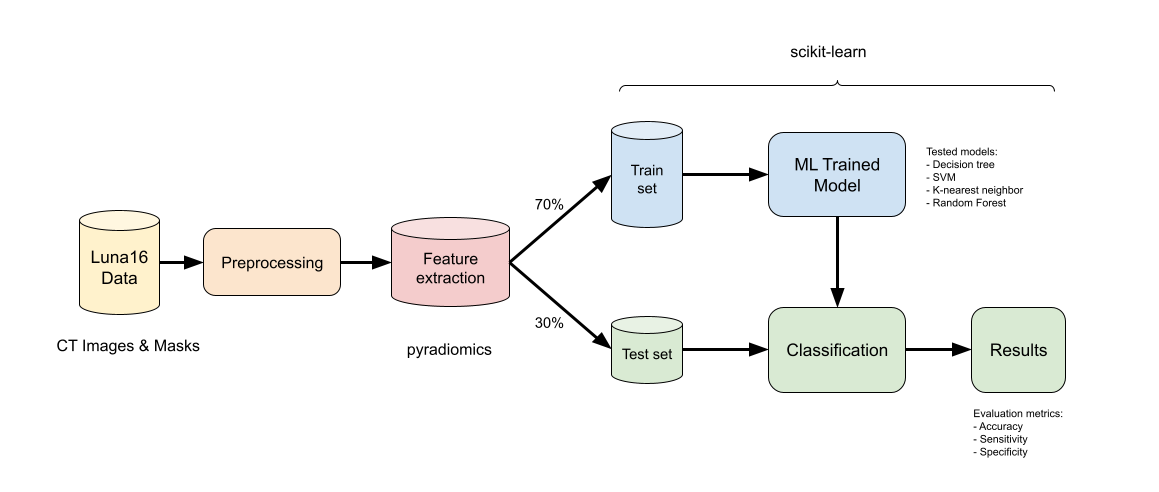 scikit-learn
Train
set
ML Trained
Model
Tested models:
- Decision tree
- SVM
- K-nearest neighbor
- Random Forest
70%
Luna16
Data
Preprocessing
Feature
extraction
30%
CT Images & Masks
pyradiomics
Test set
Classification
Results
Evaluation metrics:
- Accuracy
- Sensitivity
- Specificity